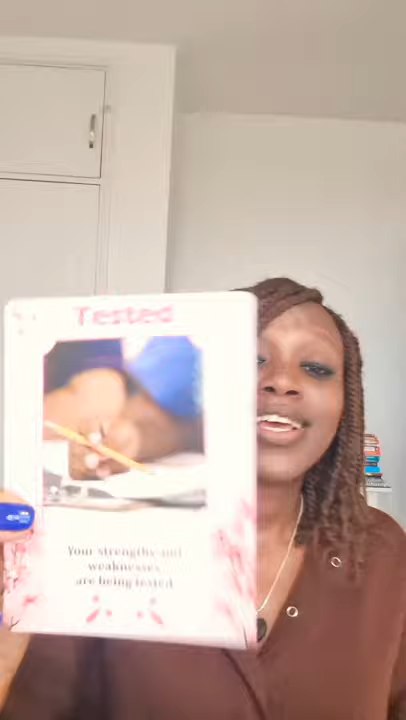 Tested
Your strengths and
weaknesses
are being tested